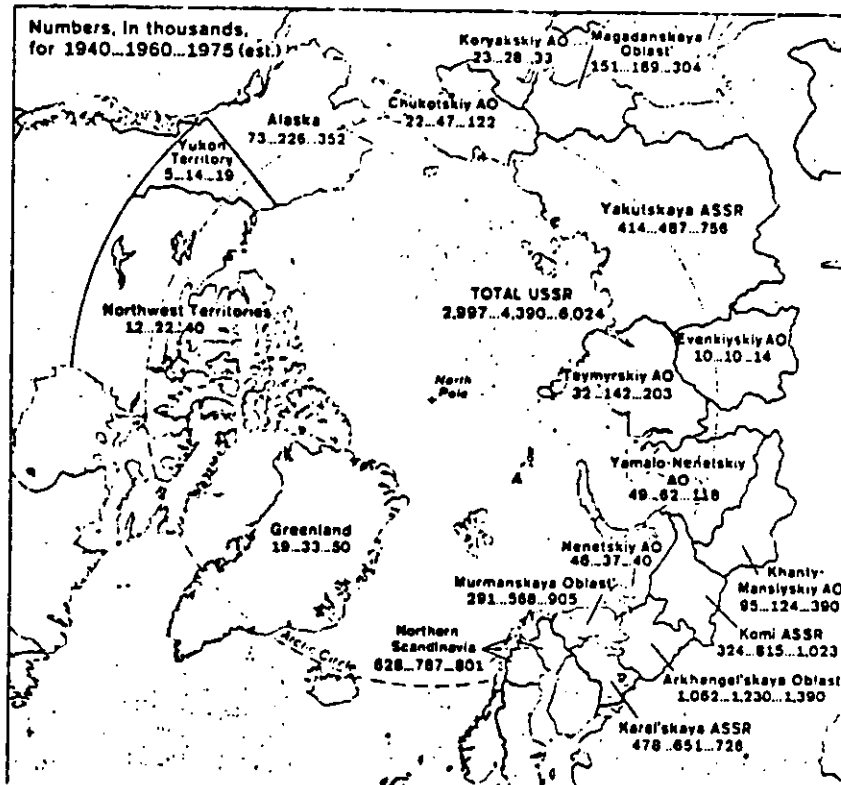 Numbers, in thousands,
for 1940...1960...1975 (est.)
Koryakskiy AO
23...28...33
Magadanskaya
Oblast'
151...189...304
Alaska
73...226...352
Chukotskiy AO
22...47...122
Yukon
Territory
5...14...19
Yakutskaya ASSR
414...487...756
TOTAL USSR
2,997...4,390...6,024
Northwest Territories
12...22...40
Evenkiyskiy AO
10...10...14
Taymyrskiy AO
32...142...203
North
Pole
Yamalo-Nenetskiy
AO
49...62...118
Greenland
19...33...50
Nenetskiy AO
46...37...40
Khanty-
Mansiyskiy AO
95...124...390
Murmanskaya Oblast'
291...568...905
Northern
Scandinavia
628...787...801
Komi ASSR
324...815...1,023
Arctic Circle
Arkhangel'skaya Oblast'
1,062...1,230...1,390
Karel'skaya ASSR
478...651...726